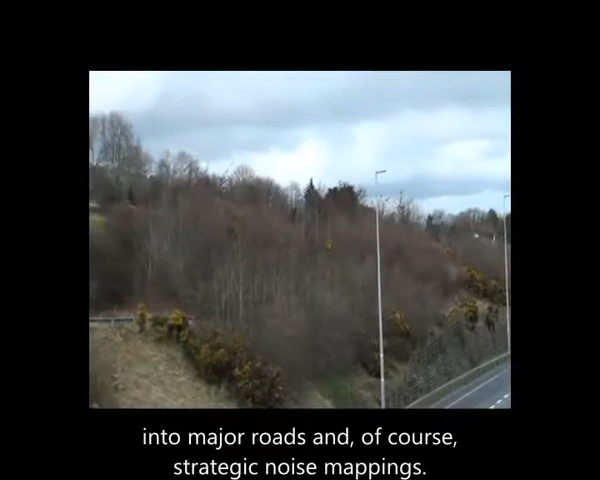 into major roads and, of course,
strategic noise mappings.